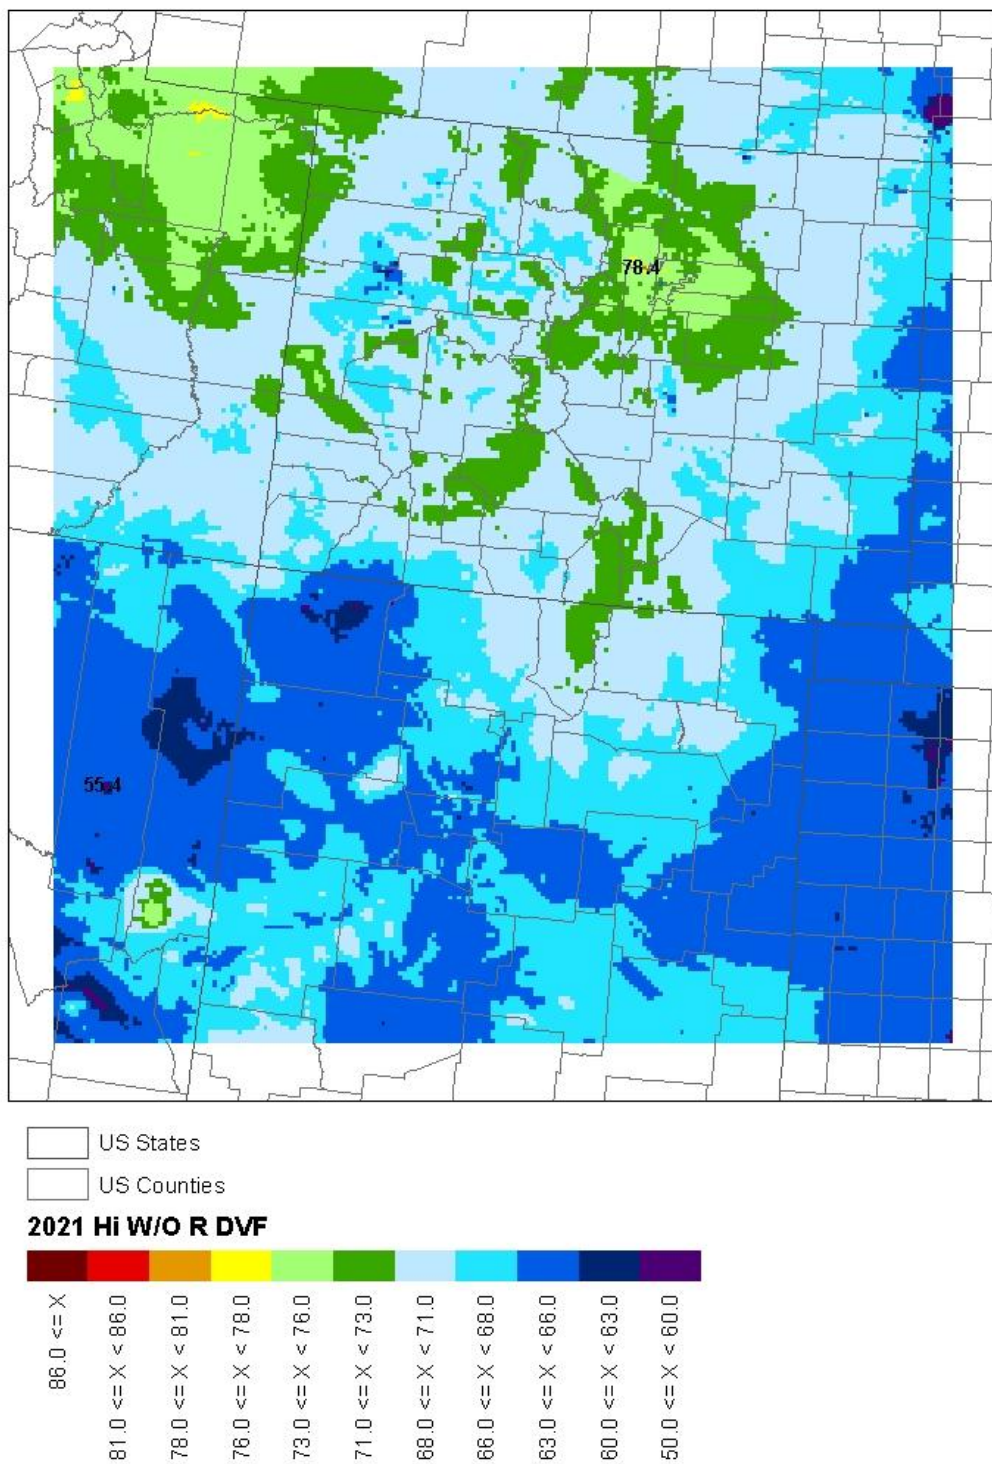 78.4
55.4
US States
US Counties
2021 Hi W/O R DVF
86.0 <= X
81.0 <= X < 86.0
78.0 <= X < 81.0
76.0 <= X < 78.0
73.0 <= X < 76.0
71.0 <= X < 73.0
68.0 <= X < 71.0
66.0 <= X < 68.0
63.0 <= X < 66.0
60.0 <= X < 63.0
50.0 <= X < 60.0